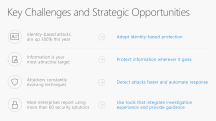 Key Challenges and Strategic Opportunities
Identity-based attacks
are up 300% this year
Adopt identity-based protection
Information is your
most attractive target
Protect information wherever it goes
Attackers constantly
evolving techniques
Detect attacks faster and automate response
Most enterprises report using
more than 60 security solutions
Use tools that integrate investigation
experience and provide guidance